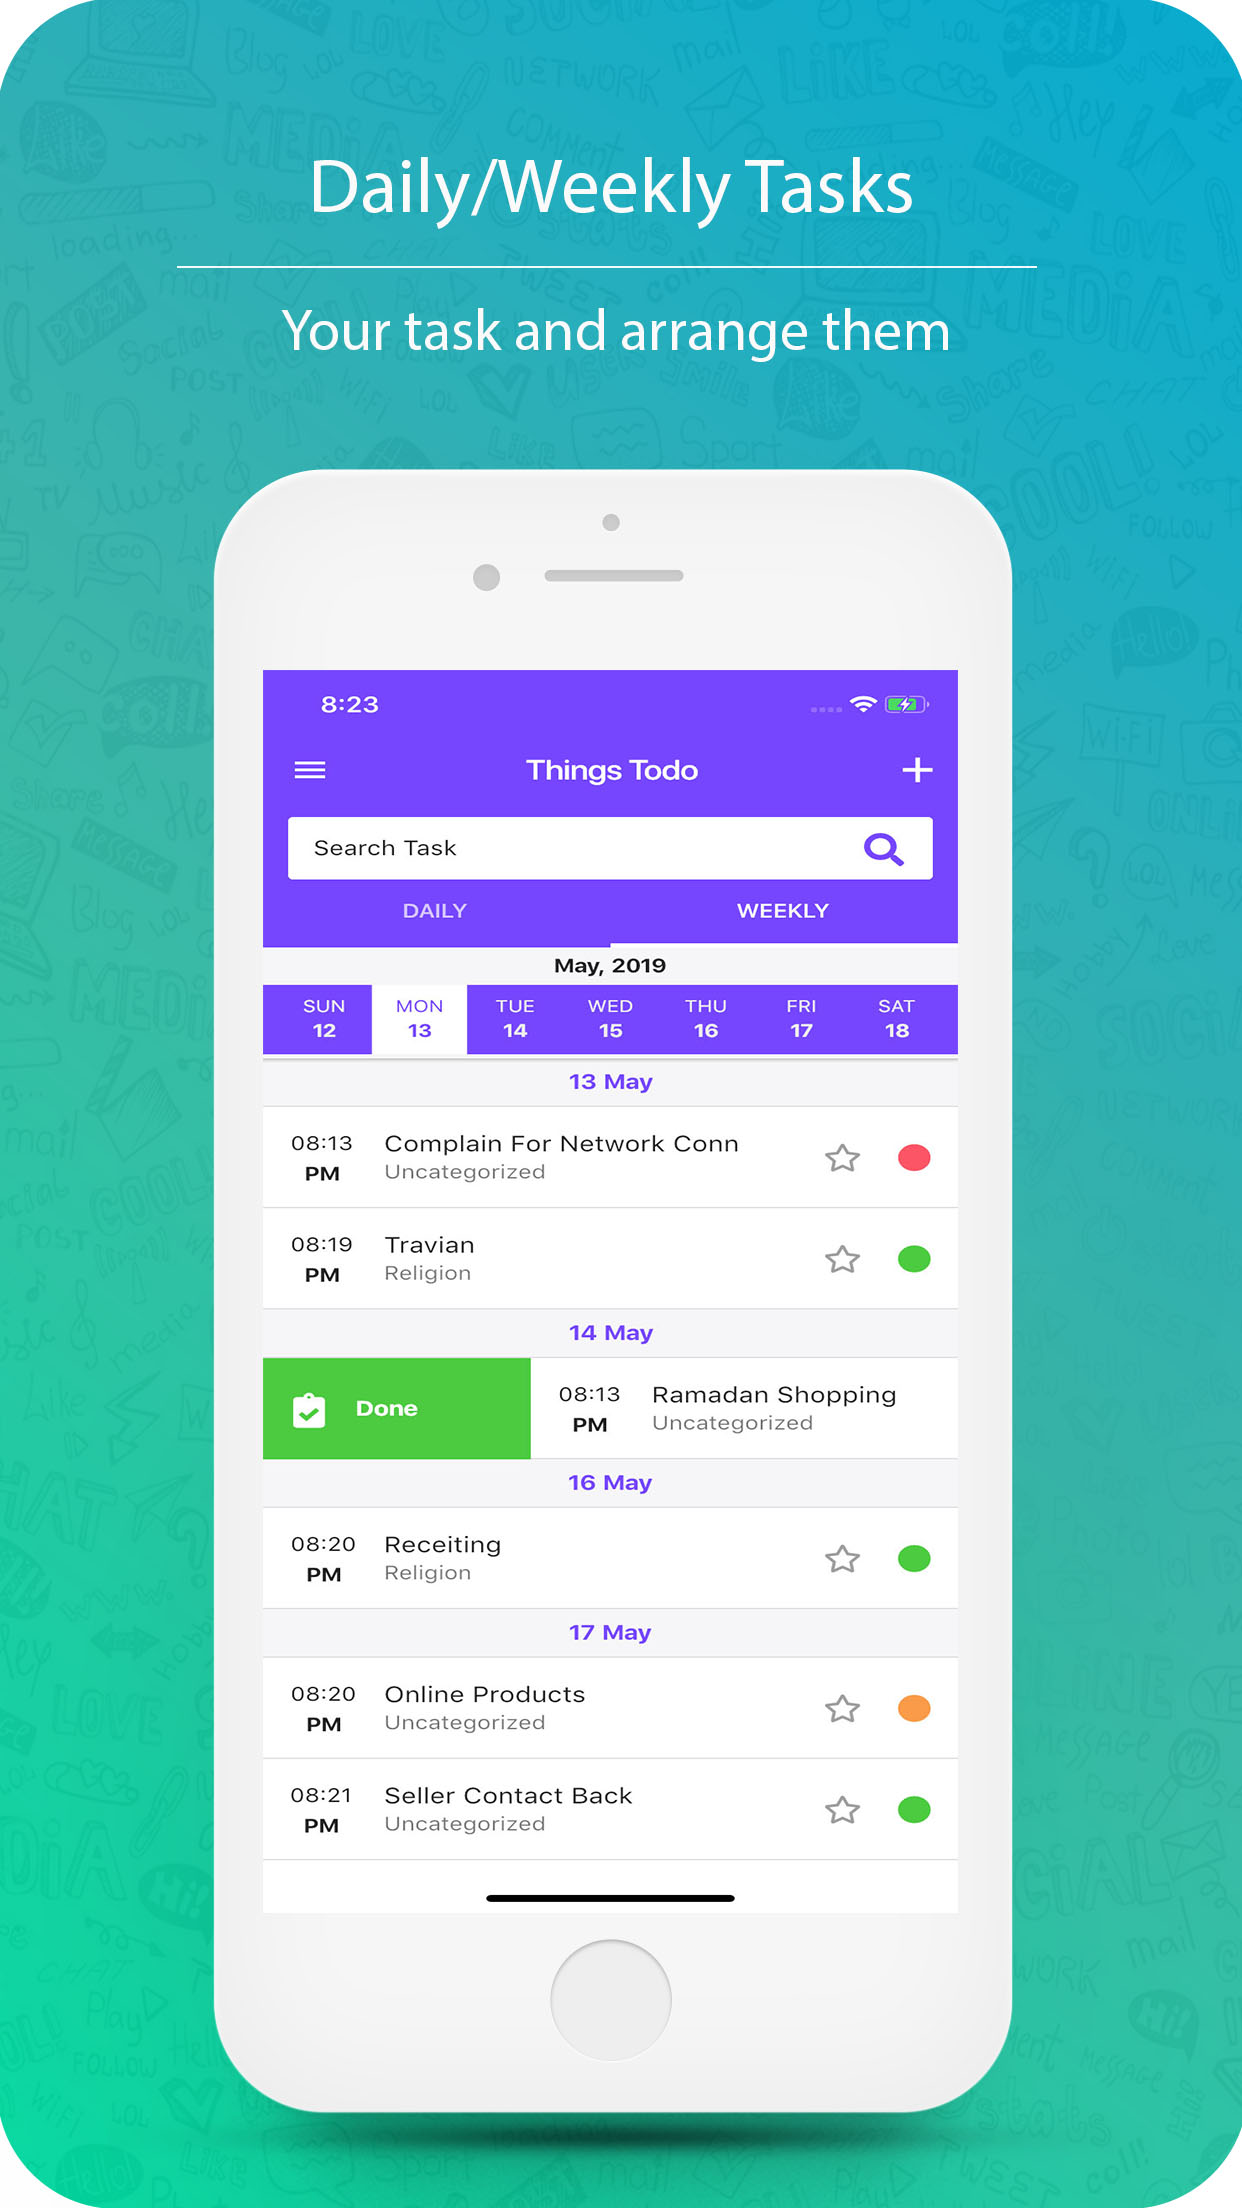 Daily/Weekly Tasks
Your task and arrange them
8:23
Things Todo
Search Task
DAILY WEEKLY
May, 2019
SUN MON TUE WED THU FRI SAT
12 13 14 15 16 17 18
13 May
08:13 PM Complain For Network Conn
Uncategorized
08:19 PM Travian
Religion
14 May
Done 08:13 PM Ramadan Shopping
Uncategorized
16 May
08:20 PM Receiting
Religion
17 May
08:20 PM Online Products
Uncategorized
08:21 PM Seller Contact Back
Uncategorized